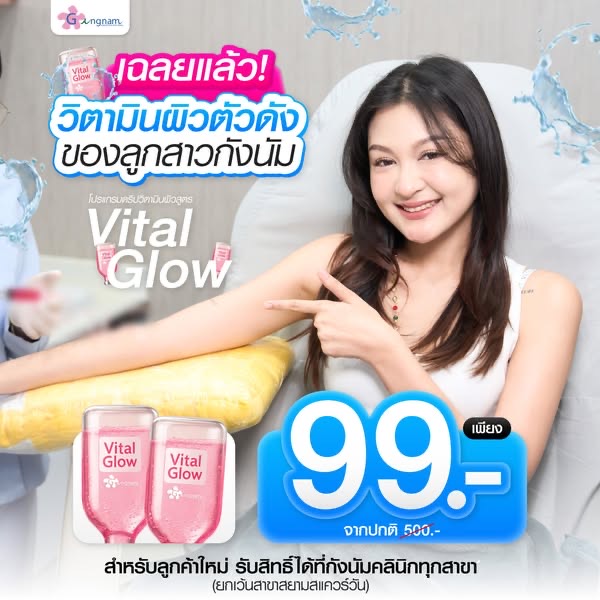 Gangnam
เฉลยแล้ว!
วิตามินผิวตัวดัง
ของลูกสาวกังนัม
โปรแกรมดริปวิตามินผิวสูตร
Vital
Glow
Vital
Glow
Vital
Glow
Vital
Glow
เพียง
99.-
จากปกติ 500.-
สำหรับลูกค้าใหม่ รับสิทธิ์ได้ที่กังนัมคลินิกทุกสาขา
(ยกเว้นสาขาสยามสแควร์วัน)